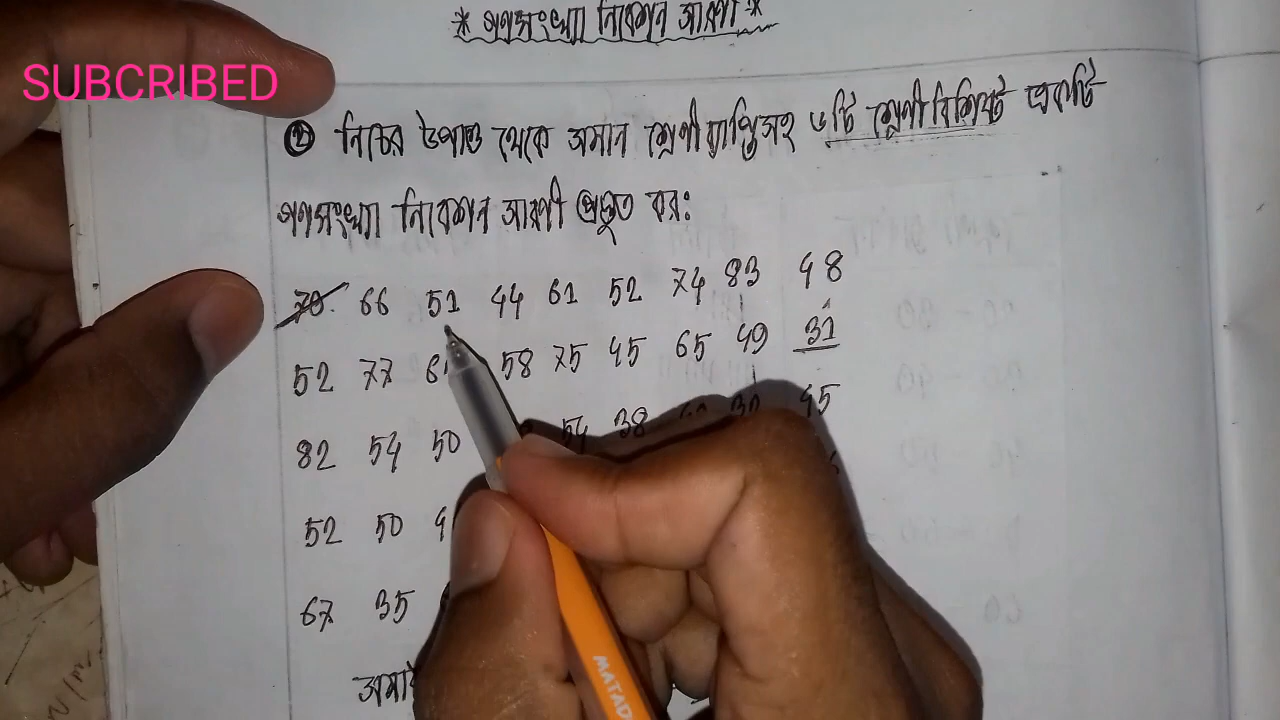 * গণসংখ্যা নিবেশন সারণী *
SUBCRIBED
② নিচের উপাত্ত থেকে সমান শ্রেণীব্যাপ্তিসহ ৬টি শ্রেণীবিশিষ্ট একটি
গণসংখ্যা নিবেশন সারণী প্রস্তুত কর:
70 66 51 44 61 52 74 83 48
52 77 58 75 45 65 49 31
82 54 50 54 38 45
52 50
67 35
MATAD